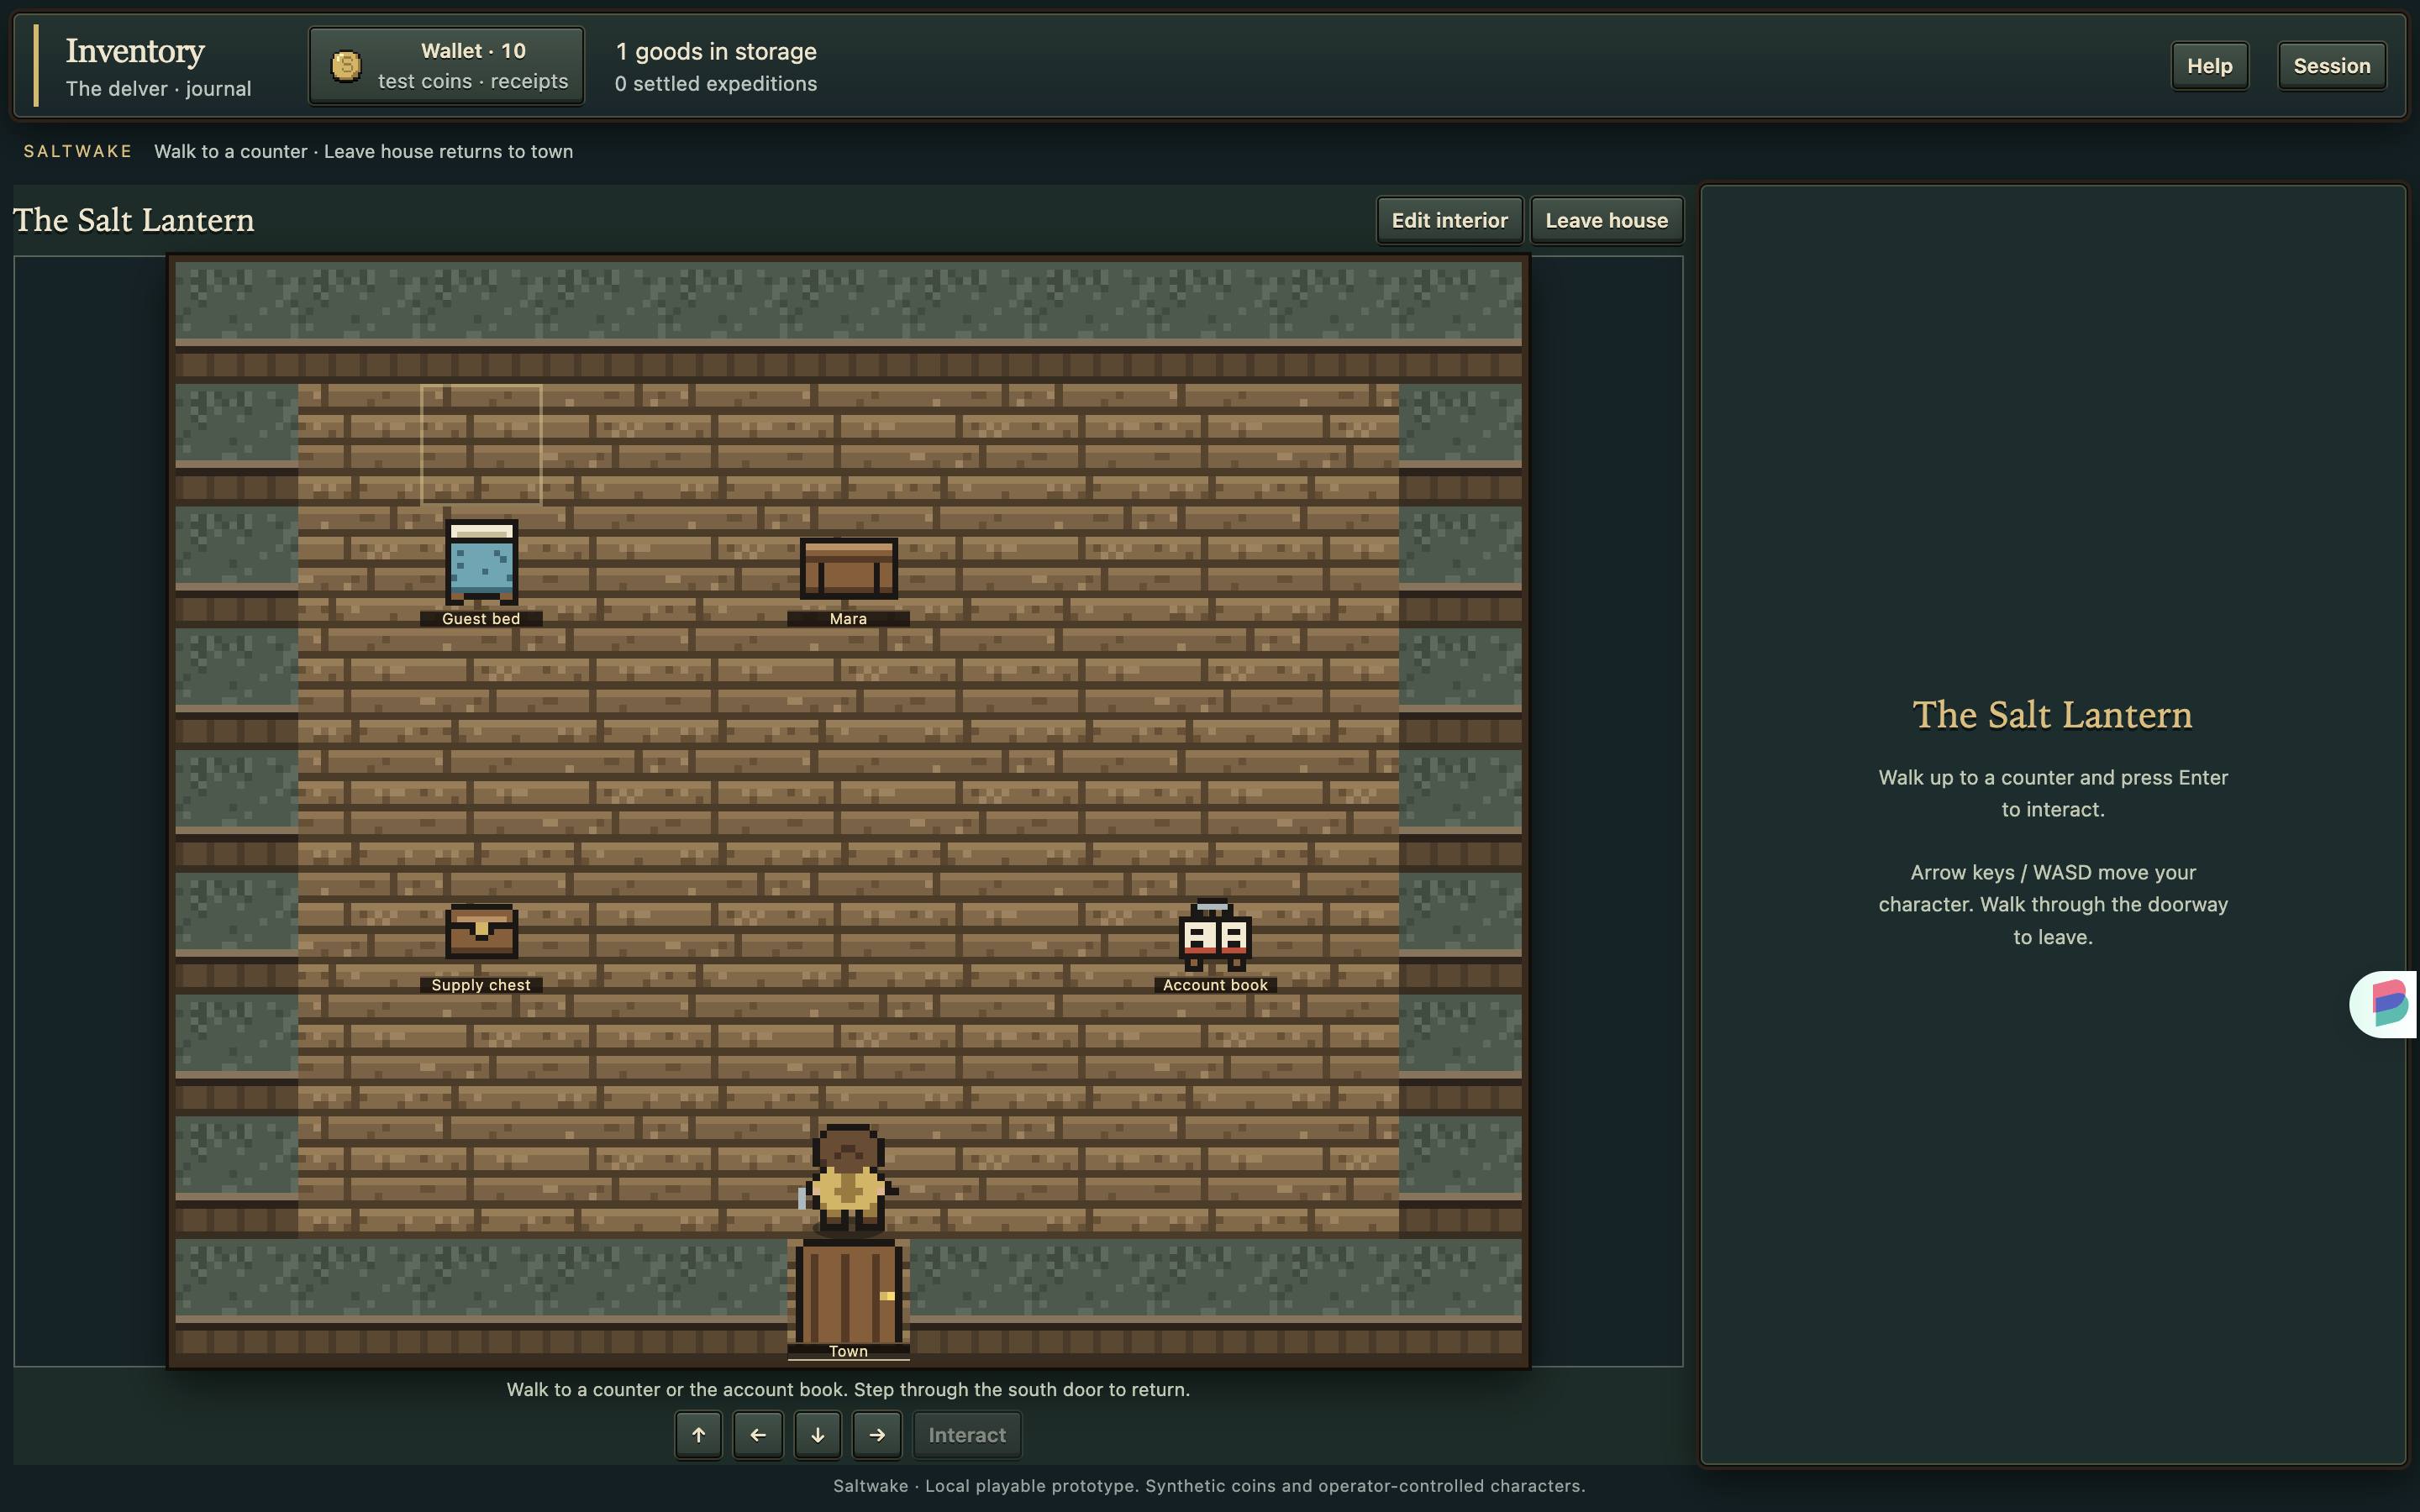 Inventory
The delver · journal
Wallet · 10
test coins · receipts
1 goods in storage
0 settled expeditions
Help
Session
SALTWAKE Walk to a counter · Leave house returns to town
The Salt Lantern
Edit interior
Leave house
Guest bed
Mara
Supply chest
Account book
Town
Walk to a counter or the account book. Step through the south door to return.
↑ ← ↓ → Interact
The Salt Lantern
Walk up to a counter and press Enter
to interact.
Arrow keys / WASD move your
character. Walk through the doorway
to leave.
Saltwake · Local playable prototype. Synthetic coins and operator-controlled characters.